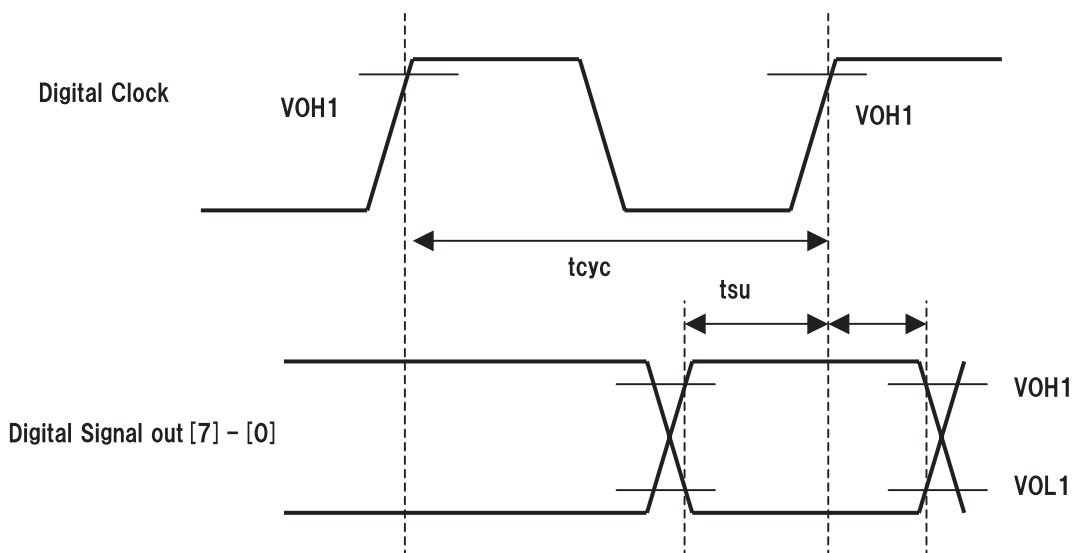 Digital Clock
VOH1
VOH1
tcyc
tsu
VOH1
Digital Signal out [7] - [0]
VOL1